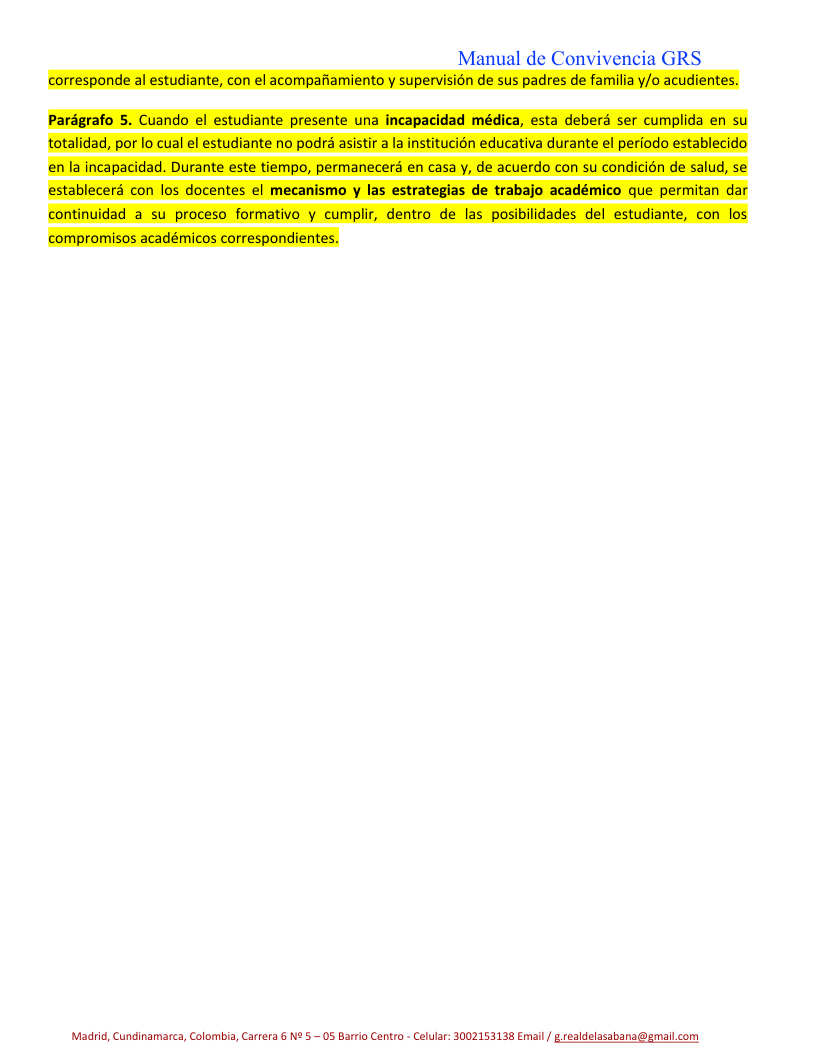 Manual de Convivencia GRS
corresponde al estudiante, con el acompañamiento y supervisión de sus padres de familia y/o acudientes.
Parágrafo 5. Cuando el estudiante presente una incapacidad médica, esta deberá ser cumplida en su
totalidad, por lo cual el estudiante no podrá asistir a la institución educativa durante el período establecido
en la incapacidad. Durante este tiempo, permanecerá en casa y, de acuerdo con su condición de salud, se
establecerá con los docentes el mecanismo y las estrategias de trabajo académico que permitan dar
continuidad a su proceso formativo y cumplir, dentro de las posibilidades del estudiante, con los
compromisos académicos correspondientes.
Madrid, Cundinamarca, Colombia, Carrera 6 Nº 5 – 05 Barrio Centro - Celular: 3002153138 Email / g.realdelasabana@gmail.com